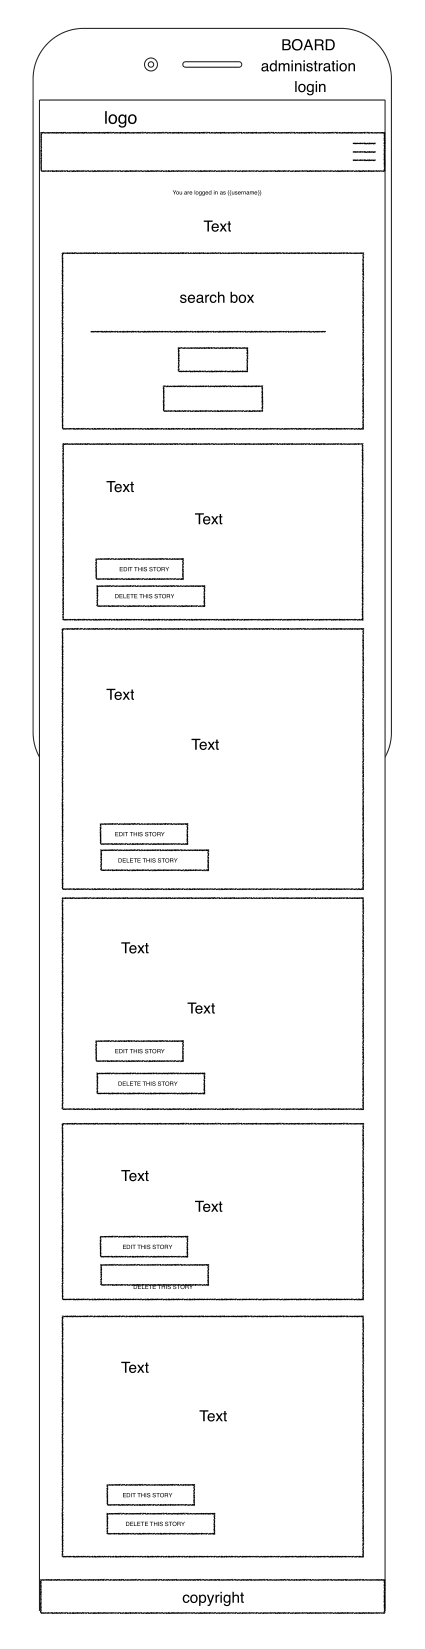 BOARD
administration
login
logo
You are logged in as {{username}}
Text
search box
Text
Text
EDIT THIS STORY
DELETE THIS STORY
Text
Text
EDIT THIS STORY
DELETE THIS STORY
Text
Text
EDIT THIS STORY
DELETE THIS STORY
Text
Text
EDIT THIS STORY
DELETE THIS STORY
Text
Text
EDIT THIS STORY
DELETE THIS STORY
copyright